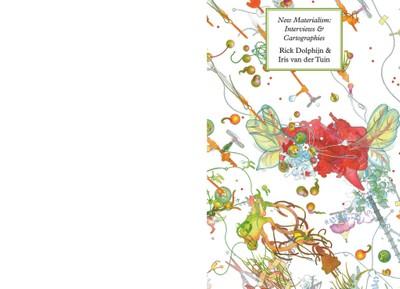 New Materialism:
Interviews &
Cartographies
Rick Dolphijn &
Iris van der Tuin